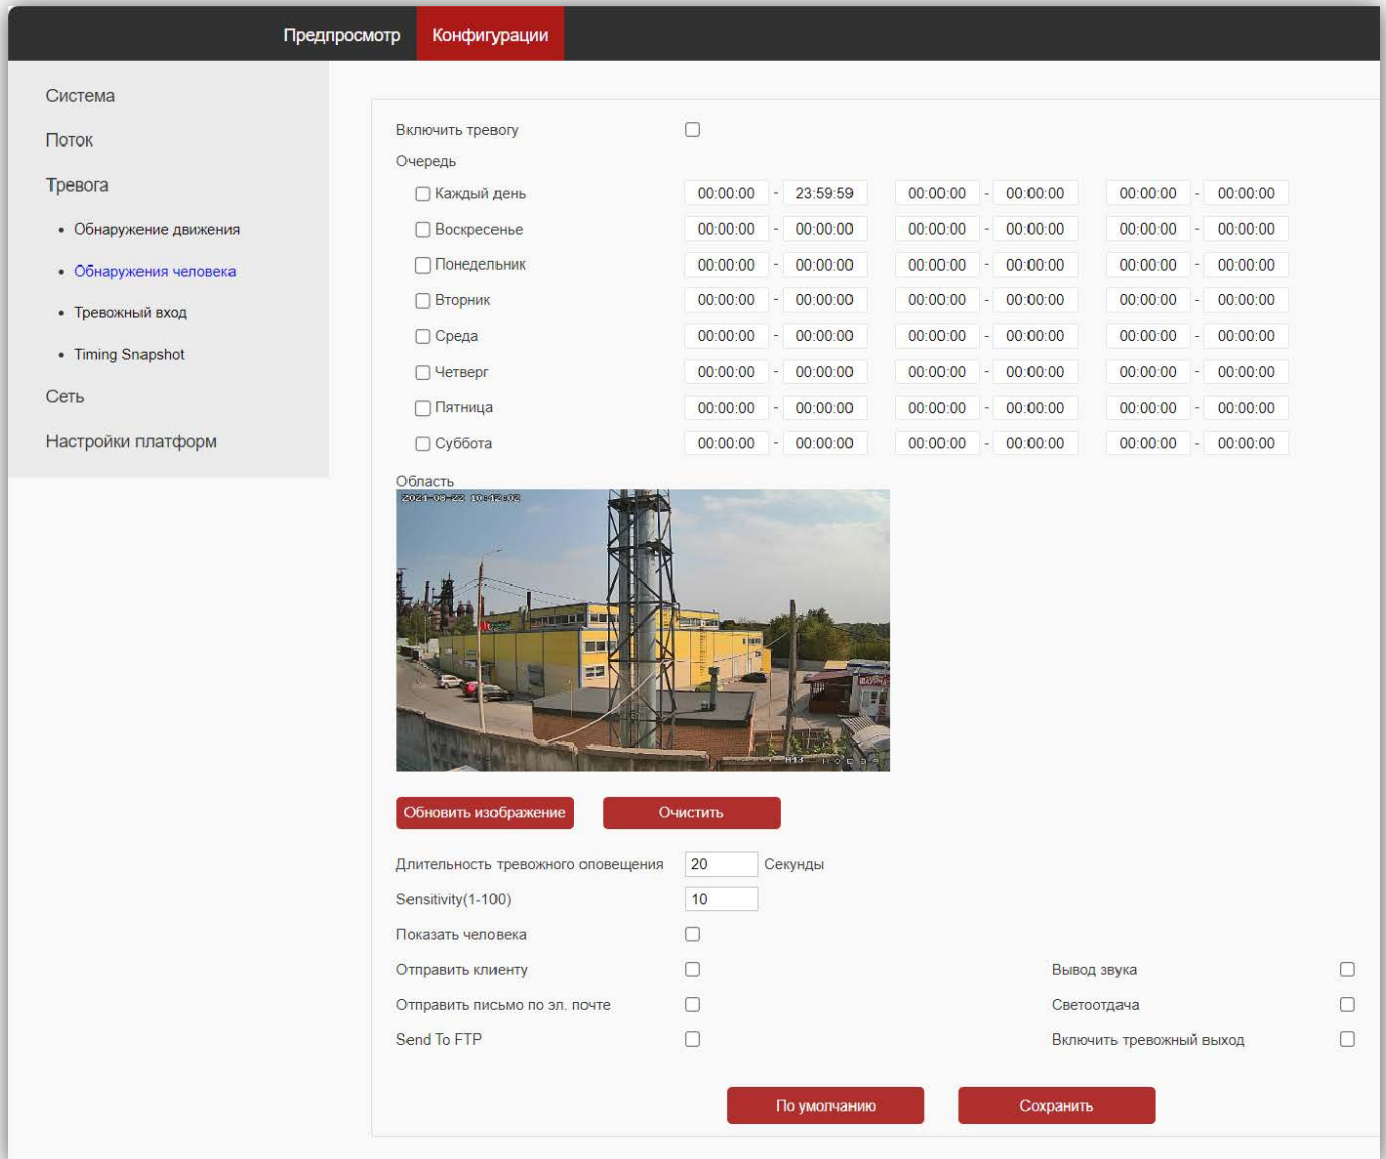 Предпросмотр Конфигурации
Система
Поток
Тревога
• Обнаружение движения
• Обнаружения человека
• Тревожный вход
• Timing Snapshot
Сеть
Настройки платформ
Включить тревогу
Очередь
Каждый день 00:00:00 - 23:59:59 00:00:00 - 00:00:00 00:00:00 - 00:00:00
Воскресенье 00:00:00 - 00:00:00 00:00:00 - 00:00:00 00:00:00 - 00:00:00
Понедельник 00:00:00 - 00:00:00 00:00:00 - 00:00:00 00:00:00 - 00:00:00
Вторник 00:00:00 - 00:00:00 00:00:00 - 00:00:00 00:00:00 - 00:00:00
Среда 00:00:00 - 00:00:00 00:00:00 - 00:00:00 00:00:00 - 00:00:00
Четверг 00:00:00 - 00:00:00 00:00:00 - 00:00:00 00:00:00 - 00:00:00
Пятница 00:00:00 - 00:00:00 00:00:00 - 00:00:00 00:00:00 - 00:00:00
Суббота 00:00:00 - 00:00:00 00:00:00 - 00:00:00 00:00:00 - 00:00:00
Область
Обновить изображение Очистить
Длительность тревожного оповещения 20 Секунды
Sensitivity(1-100) 10
Показать человека
Отправить клиенту Вывод звука
Отправить письмо по эл. почте Светоотдача
Send To FTP Включить тревожный выход
По умолчанию Сохранить